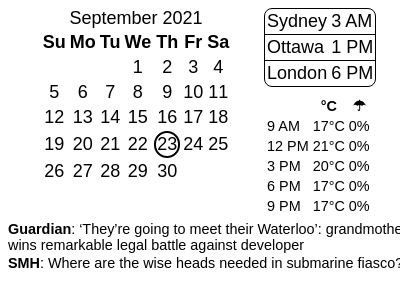 September 2021
Su Mo Tu We Th Fr Sa
1 2 3 4
5 6 7 8 9 10 11
12 13 14 15 16 17 18
19 20 21 22 23 24 25
26 27 28 29 30
Sydney 3 AM
Ottawa 1 PM
London 6 PM
°C ☂
9 AM 17°C 0%
12 PM 21°C 0%
3 PM 20°C 0%
6 PM 17°C 0%
9 PM 17°C 0%
Guardian: ‘They’re going to meet their Waterloo’: grandmothe
wins remarkable legal battle against developer
SMH: Where are the wise heads needed in submarine fiasco?